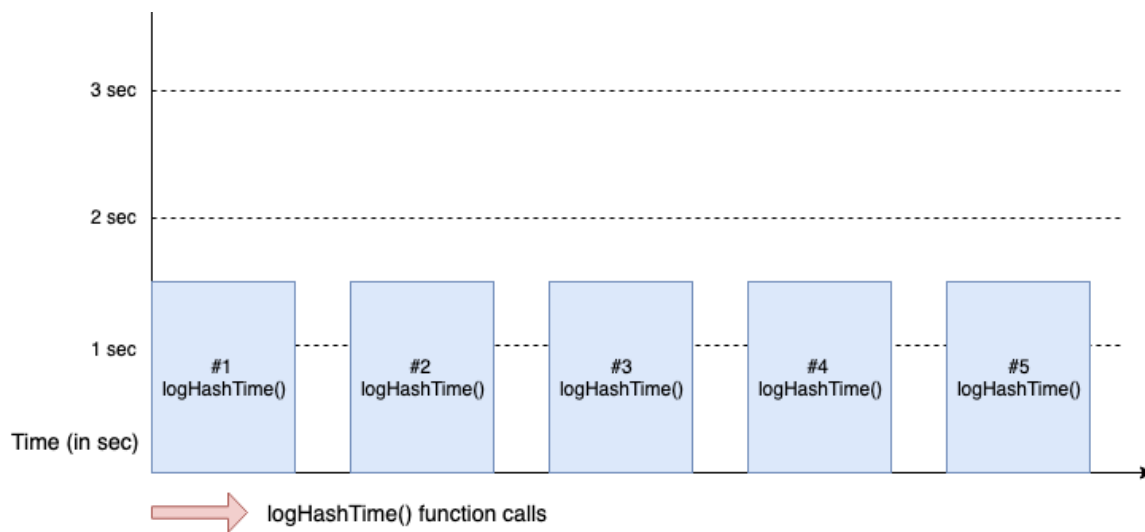 3 sec
2 sec
1 sec
#1
logHashTime()
#2
logHashTime()
#3
logHashTime()
#4
logHashTime()
#5
logHashTime()
Time (in sec)
logHashTime() function calls